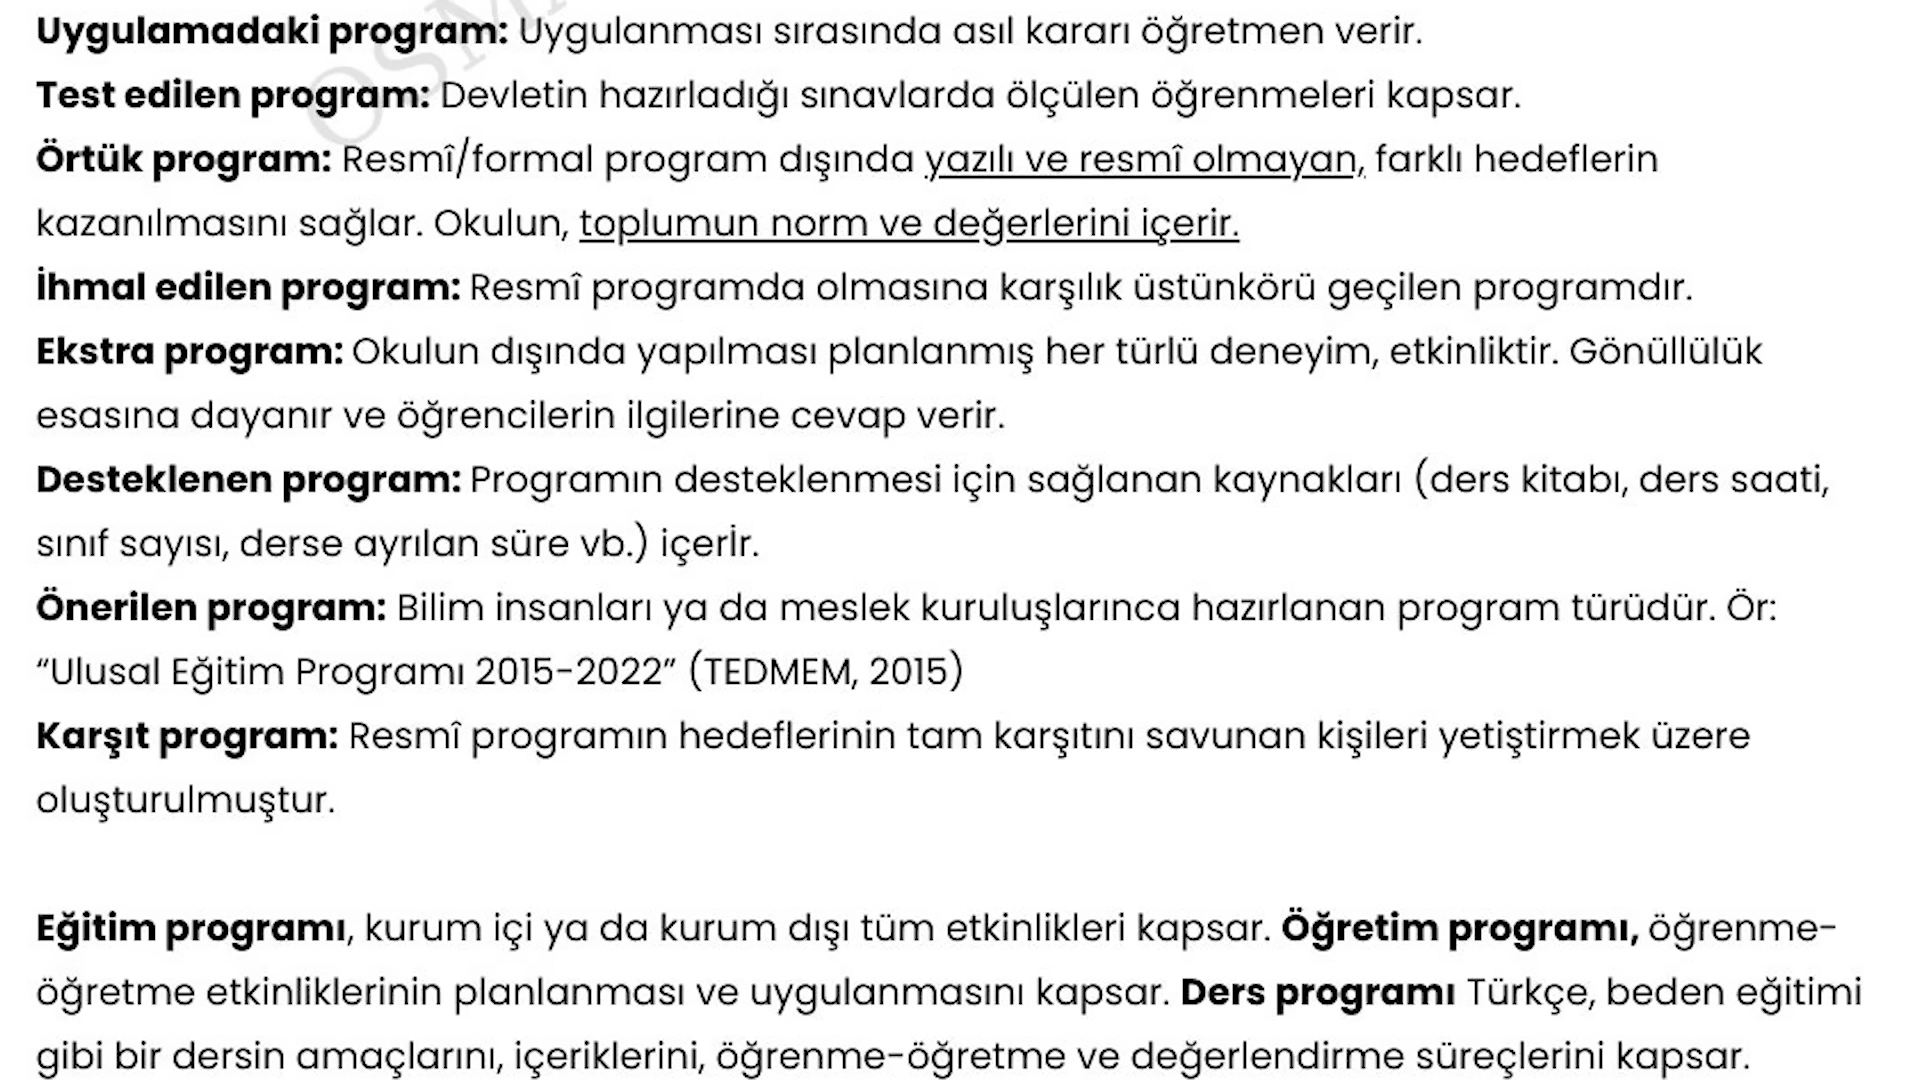 Uygulamadaki program: Uygulanması sırasında asıl kararı öğretmen verir.
Test edilen program: Devletin hazırladığı sınavlarda ölçülen öğrenmeleri kapsar.
Örtük program: Resmî/formal program dışında yazılı ve resmî olmayan, farklı hedeflerin
kazanılmasını sağlar. Okulun, toplumun norm ve değerlerini içerir.
İhmal edilen program: Resmî programda olmasına karşılık üstünkörü geçilen programdır.
Ekstra program: Okulun dışında yapılması planlanmış her türlü deneyim, etkinliktir. Gönüllülük
esasına dayanır ve öğrencilerin ilgilerine cevap verir.
Desteklenen program: Programın desteklenmesi için sağlanan kaynakları (ders kitabı, ders saati,
sınıf sayısı, derse ayrılan süre vb.) içerİr.
Önerilen program: Bilim insanları ya da meslek kuruluşlarınca hazırlanan program türüdür. Ör:
“Ulusal Eğitim Programı 2015-2022” (TEDMEM, 2015)
Karşıt program: Resmî programın hedeflerinin tam karşıtını savunan kişileri yetiştirmek üzere
oluşturulmuştur.
Eğitim programı, kurum içi ya da kurum dışı tüm etkinlikleri kapsar. Öğretim programı, öğrenme-
öğretme etkinliklerinin planlanması ve uygulanmasını kapsar. Ders programı Türkçe, beden eğitimi
gibi bir dersin amaçlarını, içeriklerini, öğrenme-öğretme ve değerlendirme süreçlerini kapsar.